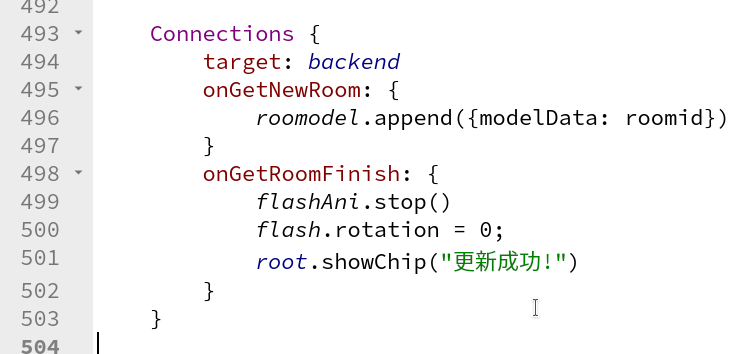 492
493 Connections {
494 target: backend
495 onGetNewRoom: {
496 roomodel.append({modelData: roomid})
497 }
498 onGetRoomFinish: {
499 flashAni.stop()
500 flash.rotation = 0;
501 root.showChip("更新成功!")
502 }
503 }
504